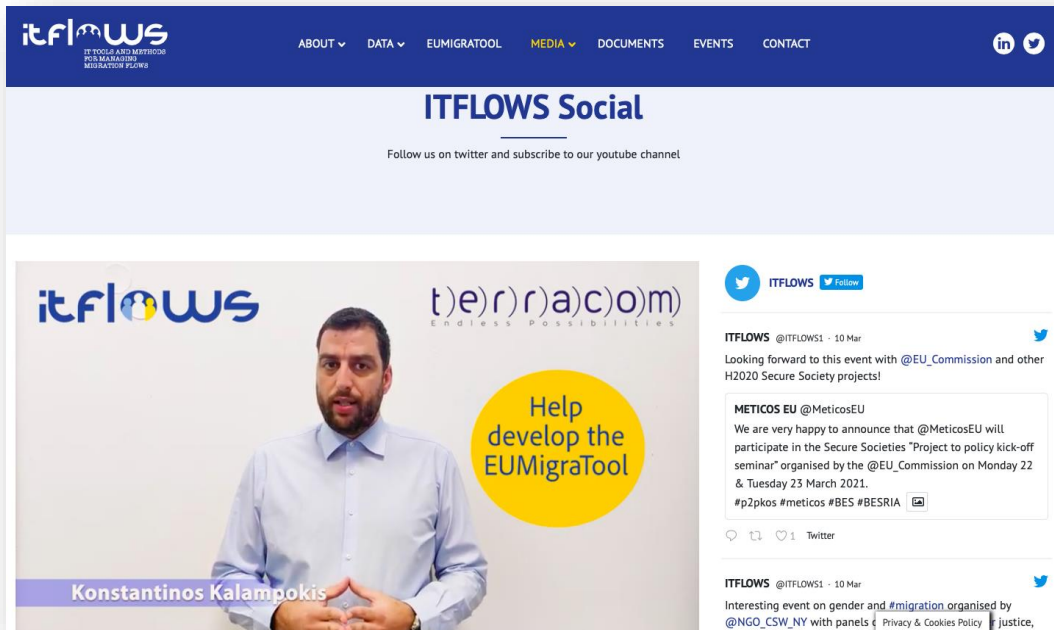 itflows
IT TOOLS AND METHODS
FOR MANAGING
MIGRATION FLOWS
ABOUT DATA EUMIGRATOOL MEDIA DOCUMENTS EVENTS CONTACT
in
ITFLOWS Social
Follow us on twitter and subscribe to our youtube channel
itflows
t)e)r)r)a)c)o)m)
Endless Possibilities
Help
develop the
EUMigraTool
Konstantinos Kalampokis
ITFLOWS Follow
ITFLOWS @ITFLOWS1 · 10 Mar
Looking forward to this event with @EU_Commission and other
H2020 Secure Society projects!
METICOS EU @MeticosEU
We are very happy to announce that @MeticosEU will
participate in the Secure Societies "Project to policy kick-off
seminar" organised by the @EU_Commission on Monday 22
& Tuesday 23 March 2021.
#p2pkos #meticos #BES #BESRIA
1 Twitter
ITFLOWS @ITFLOWS1 · 10 Mar
Interesting event on gender and #migration organised by
@NGO_CSW_NY with panels justice,
Privacy & Cookies Policy